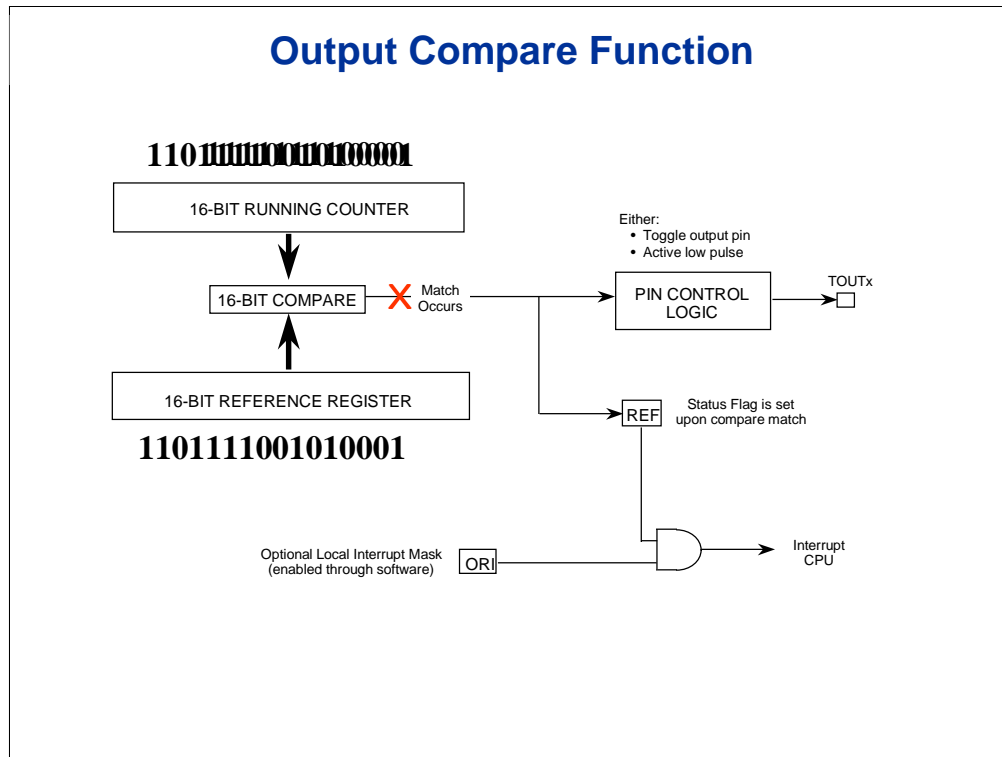 Output Compare Function
16-BIT RUNNING COUNTER
Either:
• Toggle output pin
• Active low pulse
TOUTx
16-BIT COMPARE
Match
Occurs
PIN CONTROL
LOGIC
16-BIT REFERENCE REGISTER
1101111001010001
REF
Status Flag is set
upon compare match
Optional Local Interrupt Mask
(enabled through software)
ORI
Interrupt
CPU